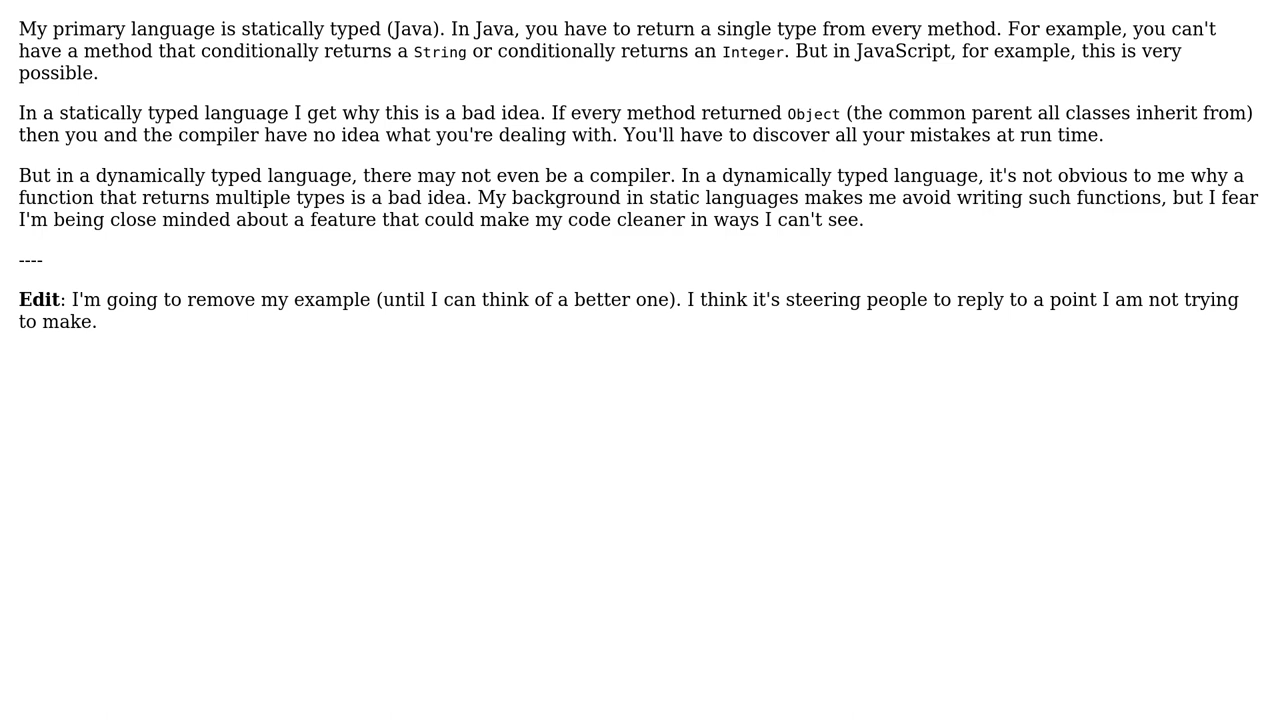 My primary language is statically typed (Java). In Java, you have to return a single type from every method. For example, you can't
have a method that conditionally returns a String or conditionally returns an Integer. But in JavaScript, for example, this is very
possible.
In a statically typed language I get why this is a bad idea. If every method returned Object (the common parent all classes inherit from)
then you and the compiler have no idea what you're dealing with. You'll have to discover all your mistakes at run time.
But in a dynamically typed language, there may not even be a compiler. In a dynamically typed language, it's not obvious to me why a
function that returns multiple types is a bad idea. My background in static languages makes me avoid writing such functions, but I fear
I'm being close minded about a feature that could make my code cleaner in ways I can't see.
----
Edit: I'm going to remove my example (until I can think of a better one). I think it's steering people to reply to a point I am not trying
to make.